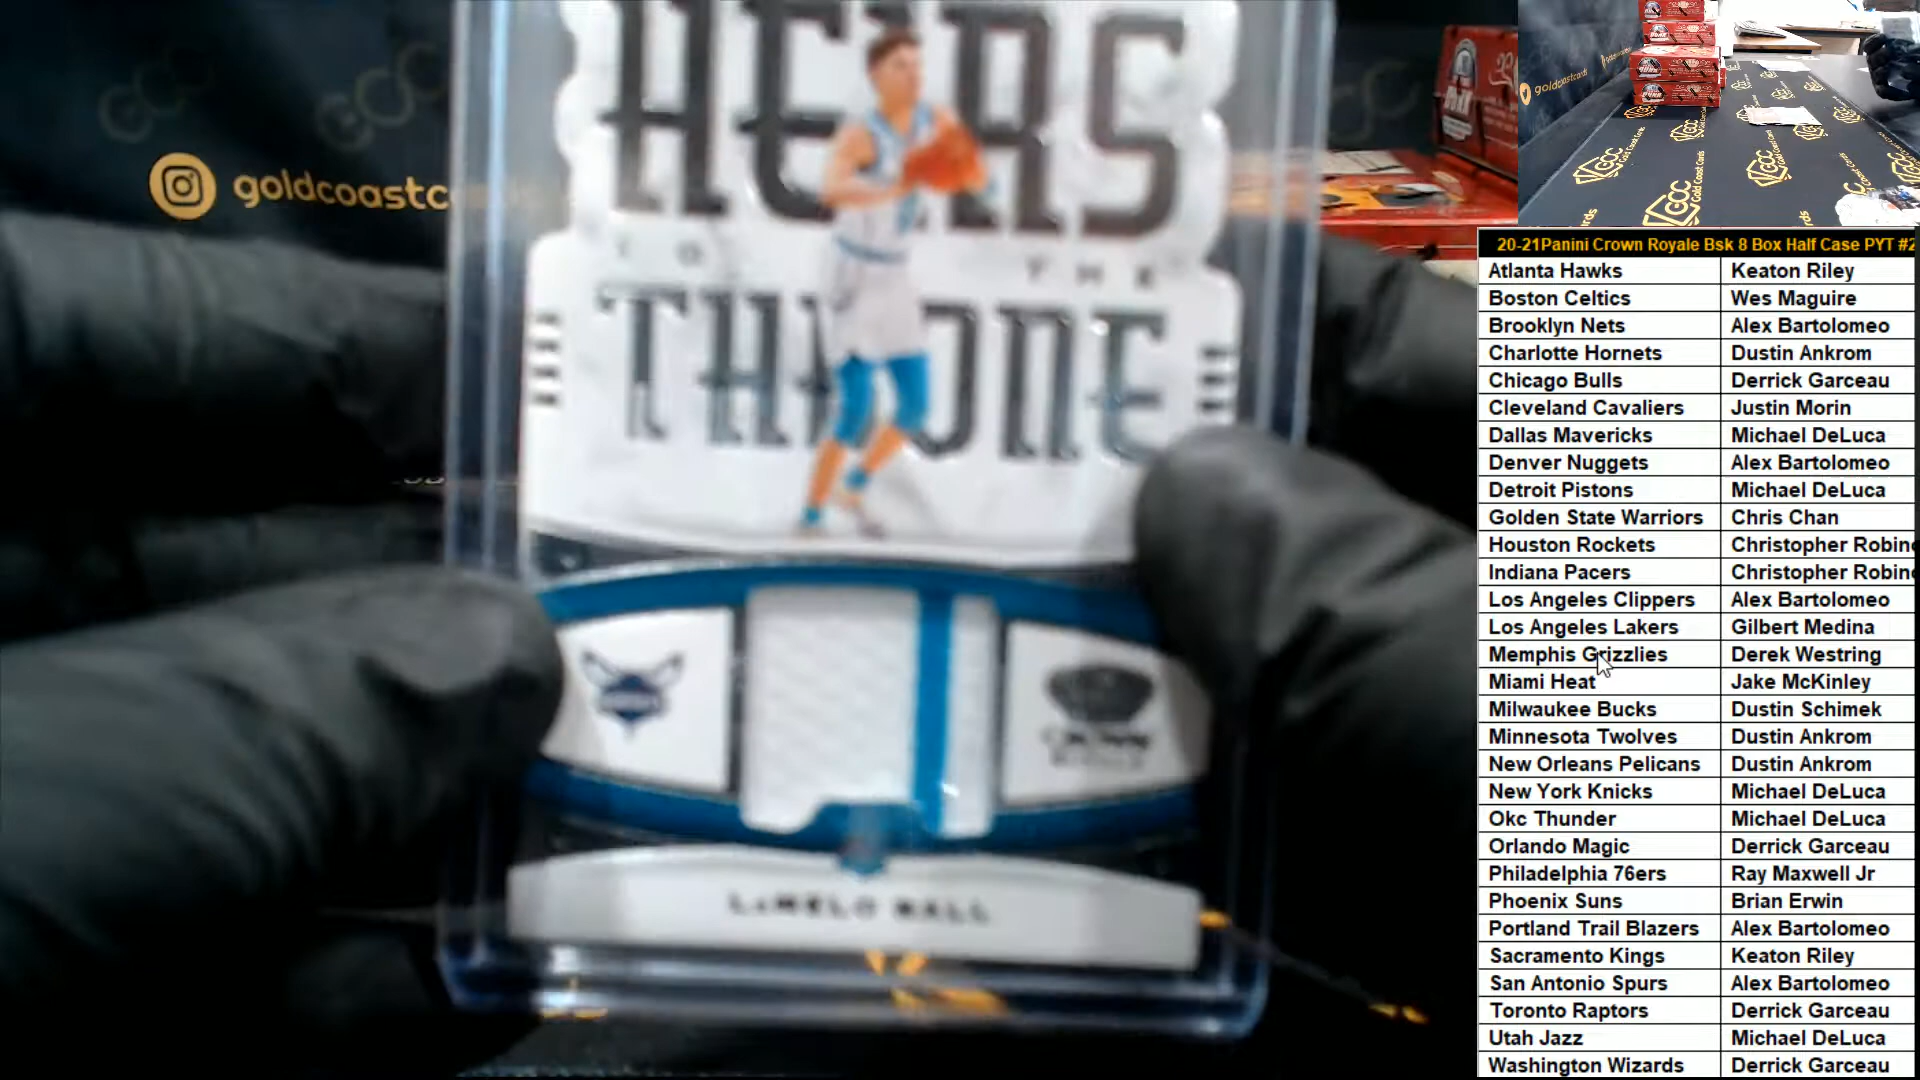 HEIRS
TO THE
THRONE
LaMELO BALL
CROWN
goldcoastc
goldcoastcards
GCC
Gold Coast Cards
20-21Panini Crown Royale Bsk 8 Box Half Case PYT #2
Atlanta Hawks Keaton Riley
Boston Celtics Wes Maguire
Brooklyn Nets Alex Bartolomeo
Charlotte Hornets Dustin Ankrom
Chicago Bulls Derrick Garceau
Cleveland Cavaliers Justin Morin
Dallas Mavericks Michael DeLuca
Denver Nuggets Alex Bartolomeo
Detroit Pistons Michael DeLuca
Golden State Warriors Chris Chan
Houston Rockets Christopher Robin
Indiana Pacers Christopher Robin
Los Angeles Clippers Alex Bartolomeo
Los Angeles Lakers Gilbert Medina
Memphis Grizzlies Derek Westring
Miami Heat Jake McKinley
Milwaukee Bucks Dustin Schimek
Minnesota Twolves Dustin Ankrom
New Orleans Pelicans Dustin Ankrom
New York Knicks Michael DeLuca
Okc Thunder Michael DeLuca
Orlando Magic Derrick Garceau
Philadelphia 76ers Ray Maxwell Jr
Phoenix Suns Brian Erwin
Portland Trail Blazers Alex Bartolomeo
Sacramento Kings Keaton Riley
San Antonio Spurs Alex Bartolomeo
Toronto Raptors Derrick Garceau
Utah Jazz Michael DeLuca
Washington Wizards Derrick Garceau